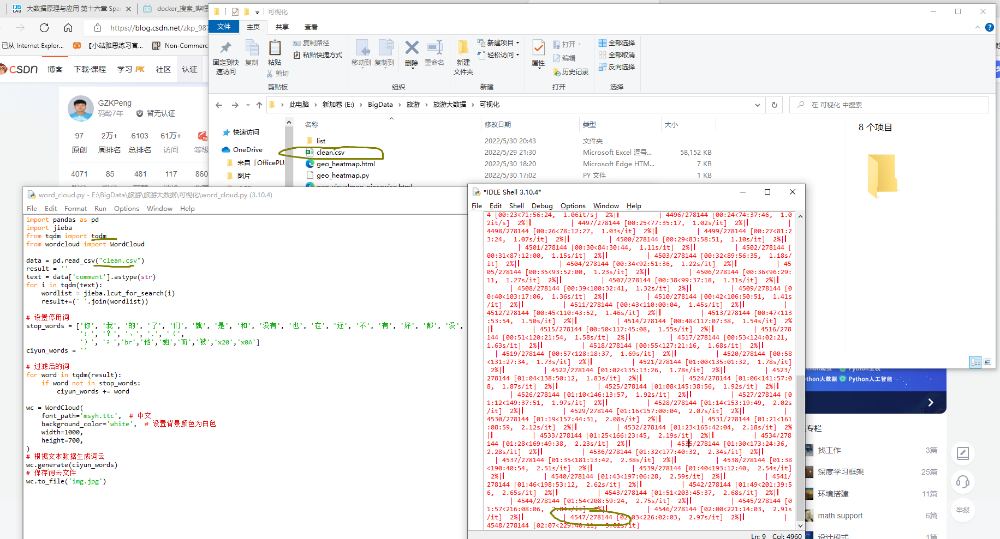 大数据原理与应用 第十六章 Spa
docker_搜索_哔哩
https://blog.csdn.net/zkp_987
已从 Internet Explor...
【小站雅思练习官...
Non-Commerc
CSDN 博客 下载·课程 学习 PK 社区 认证
GZKPeng
码龄7年 暂无认证
97 2万+ 6103 61万+
原创 周排名 总排名 访问 等级
4071 85 481 117 860
可视化
文件 主页 共享 查看
固定到快速访问
复制
粘贴
复制路径
粘贴快捷方式
剪切
剪贴板
移动到 复制到 删除 重命名
组织
新建文件夹
新建项目
轻松访问
新建
属性
打开
编辑
历史记录
打开
全部选择
全部取消
反向选择
选择
此电脑 › 新加卷 (E:) › BigData › 旅游 › 旅游大数据 › 可视化
在 可视化 中搜索
快速访问
OneDrive
来自「OfficePLU
图片
名称 修改日期 类型 大小
list 2022/5/30 20:43 文件夹
clean.csv 2022/5/29 21:30 Microsoft Excel 逗号... 58,152 KB
geo_heatmap.html 2022/5/30 18:20 Microsoft Edge HTM... 7 KB
geo_heatmap.py 2022/5/30 17:02 PY 文件 1 KB
8 个项目
word_cloud.py - E:\BigData\旅游\旅游大数据\可视化\word_cloud.py (3.10.4)
File Edit Format Run Options Window Help
import pandas as pd
import jieba
from tqdm import tqdm
from wordcloud import WordCloud
data = pd.read_csv("clean.csv")
result = ''
text = data['comment'].astype(str)
for i in tqdm(text):
    wordlist = jieba.lcut_for_search(i)
    result+=(' '.join(wordlist))
# 设置停用词
stop_words = ['你', '我', '的', '了', '们', '就', '是', '和', '没有', '也', '在', '还', '不', '有', '好', '都', '没',
'：', '？', '、', '.', '（',
'）', '；','br','他','她','而','被','x20','x0A']
ciyun_words = ''
# 过滤后的词
for word in tqdm(result):
    if word not in stop_words:
        ciyun_words += word
wc = WordCloud(
    font_path='msyh.ttc',  # 中文
    background_color='white',  # 设置背景颜色为白色
    width=1000,
    height=700,
)
# 根据文本数据生成词云
wc.generate(ciyun_words)
# 保存词云文件
wc.to_file('img.jpg')
*IDLE Shell 3.10.4*
File Edit Shell Debug Options Window Help
4 [00:23<71:56:24, 1.06it/s] 2%| | 4496/278144 [00:24<74:37:46, 1.0
2it/s] 2%| | 4497/278144 [00:25<77:35:17, 1.02s/it] 2%| |
4498/278144 [00:26<78:12:27, 1.03s/it] 2%| | 4499/278144 [00:27<81:2
3:24, 1.07s/it] 2%| | 4500/278144 [00:29<83:58:51, 1.10s/it] 2%|
| 4501/278144 [00:30<84:30:44, 1.11s/it] 2%| | 4502/278144 [
00:31<87:12:00, 1.15s/it] 2%| | 4503/278144 [00:32<89:56:35, 1.18s/
it] 2%| | 4504/278144 [00:34<92:51:36, 1.22s/it] 2%| | 45
05/278144 [00:35<93:52:00, 1.23s/it] 2%| | 4506/278144 [00:36<96:29:
11, 1.27s/it] 2%| | 4507/278144 [00:38<99:37:18, 1.31s/it] 2%|
| 4508/278144 [00:39<100:32:41, 1.32s/it] 2%| | 4509/278144 [0
0:40<103:17:06, 1.36s/it] 2%| | 4510/278144 [00:42<106:50:51, 1.41s
/it] 2%| | 4511/278144 [00:43<110:00:04, 1.45s/it] 2%| |
4512/278144 [00:45<110:43:52, 1.46s/it] 2%| | 4513/278144 [00:47<113
:53:54, 1.50s/it] 2%| | 4514/278144 [00:48<117:07:38, 1.54s/it]
2%| | 4515/278144 [00:50<117:45:08, 1.55s/it] 2%| | 4516/278
144 [00:51<120:21:54, 1.58s/it] 2%| | 4517/278144 [00:53<124:02:21,
1.63s/it] 2%| | 4518/278144 [00:55<127:21:16, 1.68s/it] 2%|
| 4519/278144 [00:57<128:18:37, 1.69s/it] 2%| | 4520/278144 [00:58
<131:27:34, 1.73s/it] 2%| | 4521/278144 [01:00<135:01:32, 1.78s/it]
2%| | 4522/278144 [01:02<135:13:26, 1.78s/it] 2%| | 4523/
278144 [01:04<138:50:12, 1.83s/it] 2%| | 4524/278144 [01:06<141:57:0
8, 1.87s/it] 2%| | 4525/278144 [01:08<145:38:56, 1.92s/it] 2%|
| 4526/278144 [01:10<146:13:57, 1.92s/it] 2%| | 4527/278144 [0
1:12<149:37:51, 1.97s/it] 2%| | 4528/278144 [01:14<153:19:49, 2.02s
/it] 2%| | 4529/278144 [01:16<157:00:04, 2.07s/it] 2%| |
4530/278144 [01:19<157:44:31, 2.08s/it] 2%| | 4531/278144 [01:21<161
:08:59, 2.12s/it] 2%| | 4532/278144 [01:23<165:42:04, 2.18s/it] 2%
| | 4533/278144 [01:25<166:23:45, 2.19s/it] 2%| | 4534/278
144 [01:28<169:49:38, 2.23s/it] 2%| | 4535/278144 [01:30<173:24:36,
2.28s/it] 2%| | 4536/278144 [01:32<177:40:32, 2.34s/it] 2%|
| 4537/278144 [01:35<181:13:42, 2.38s/it] 2%| | 4538/278144 [01:38
<190:40:54, 2.51s/it] 2%| | 4539/278144 [01:40<193:12:40, 2.54s/it]
2%| | 4540/278144 [01:43<197:06:28, 2.59s/it] 2%| | 4541/
278144 [01:46<198:53:12, 2.62s/it] 2%| | 4542/278144 [01:49<201:39:5
6, 2.65s/it] 2%| | 4543/278144 [01:51<203:45:37, 2.68s/it] 2%|
| 4544/278144 [01:54<208:59:24, 2.75s/it] 2%| | 4545/278144 [0
1:57<216:08:06, 2.84s/it] 2%| | 4546/278144 [02:00<221:14:03, 2.91s
/it] 2%| | 4547/278144 [02:03<226:02:03, 2.97s/it] 2%| |
4548/278144 [02:07<229:40:11, 3.02s/it]
Ln: 9 Col: 4960
Python人工智能
专栏
找工作 3篇
深度学习框架 25篇
环境搭建 11篇
math support 6篇
设计模式 1篇
举报